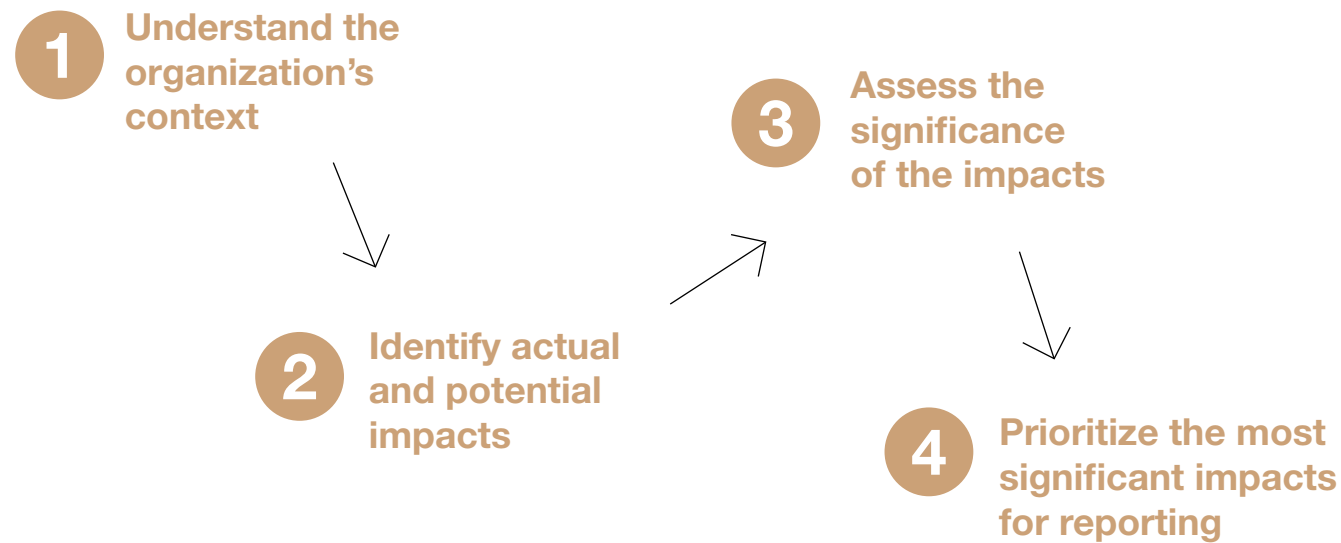 1
Understand the
organization’s
context
2
Identify actual
and potential
impacts
3
Assess the
significance
of the impacts
4
Prioritize the most
significant impacts
for reporting